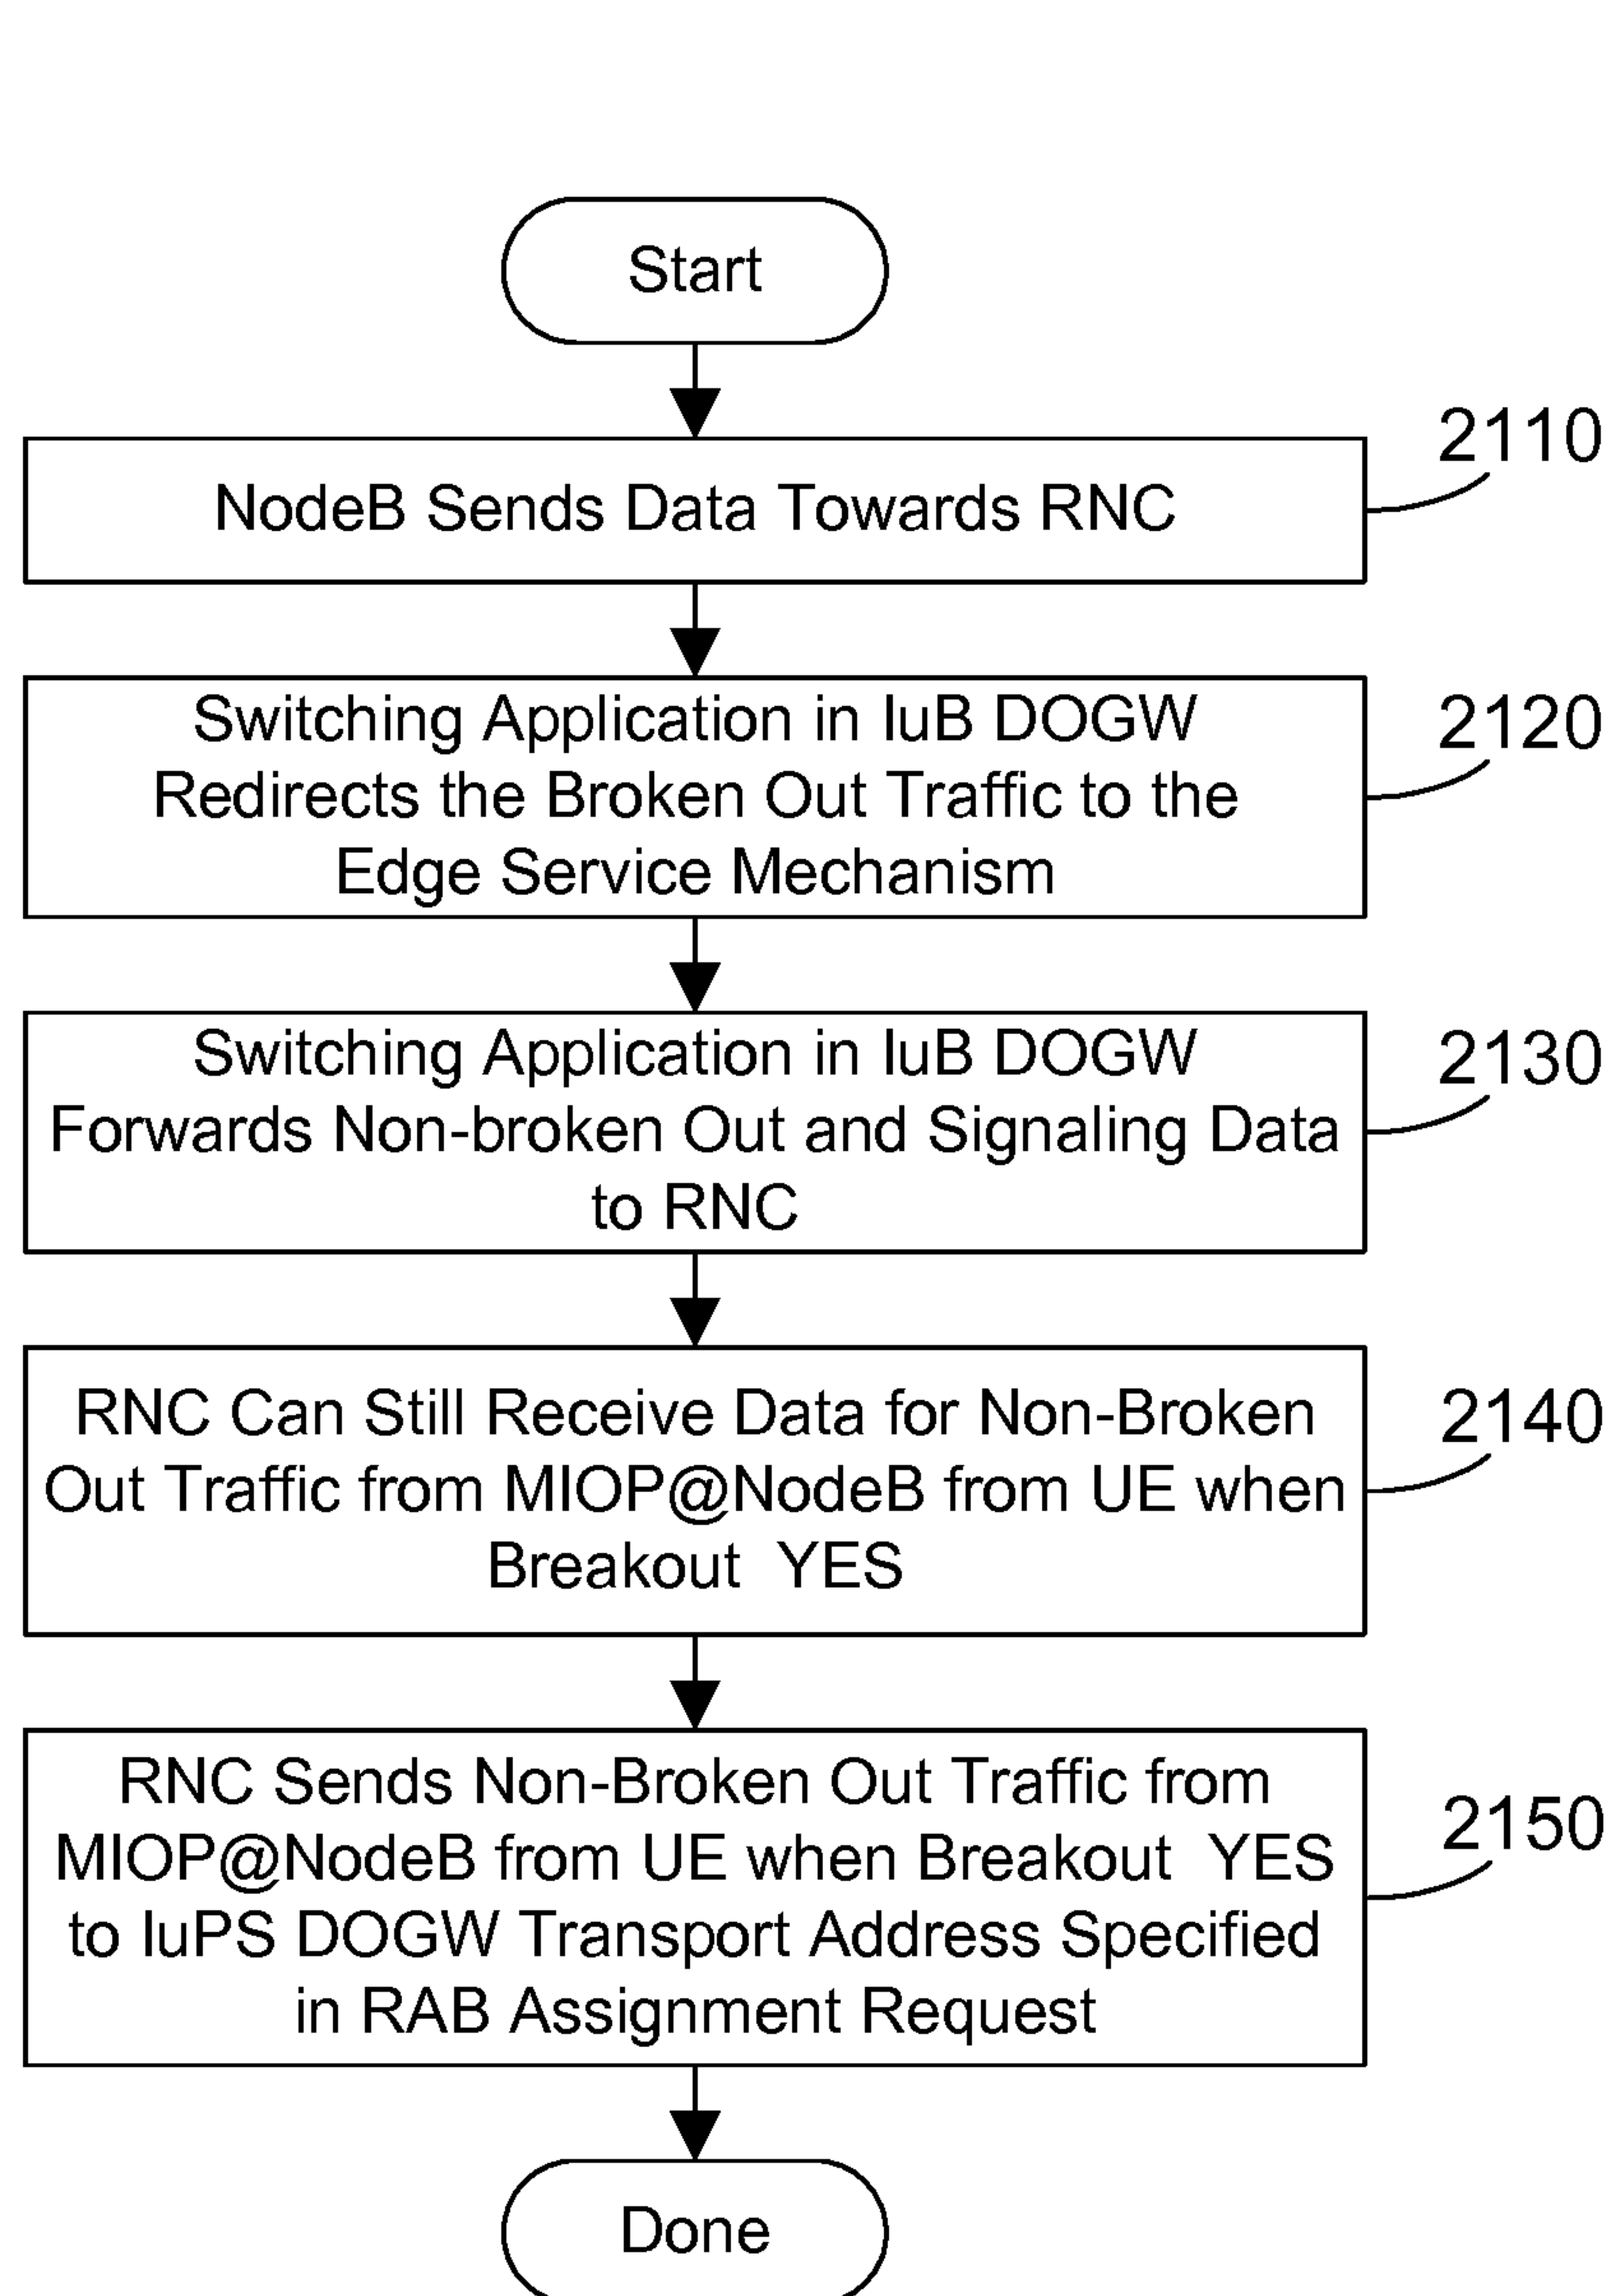 Start
NodeB Sends Data Towards RNC
2110
Switching Application in IuB DOGW
Redirects the Broken Out Traffic to the
Edge Service Mechanism
2120
Switching Application in IuB DOGW
Forwards Non-broken Out and Signaling Data
to RNC
2130
RNC Can Still Receive Data for Non-Broken
Out Traffic from MIOP@NodeB from UE when
Breakout  YES
2140
RNC Sends Non-Broken Out Traffic from
MIOP@NodeB from UE when Breakout  YES
to IuPS DOGW Transport Address Specified
in RAB Assignment Request
2150
Done